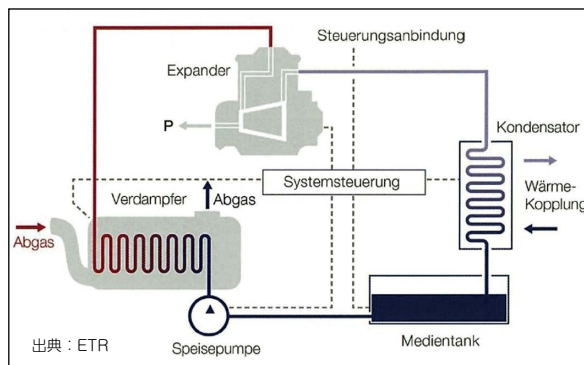 Steuerungsanbindung
Expander
P
Kondensator
Systemsteuerung
Wärme-
Kopplung
Verdampfer
Abgas
Abgas
Speisepumpe
Medientank
出典：ETR